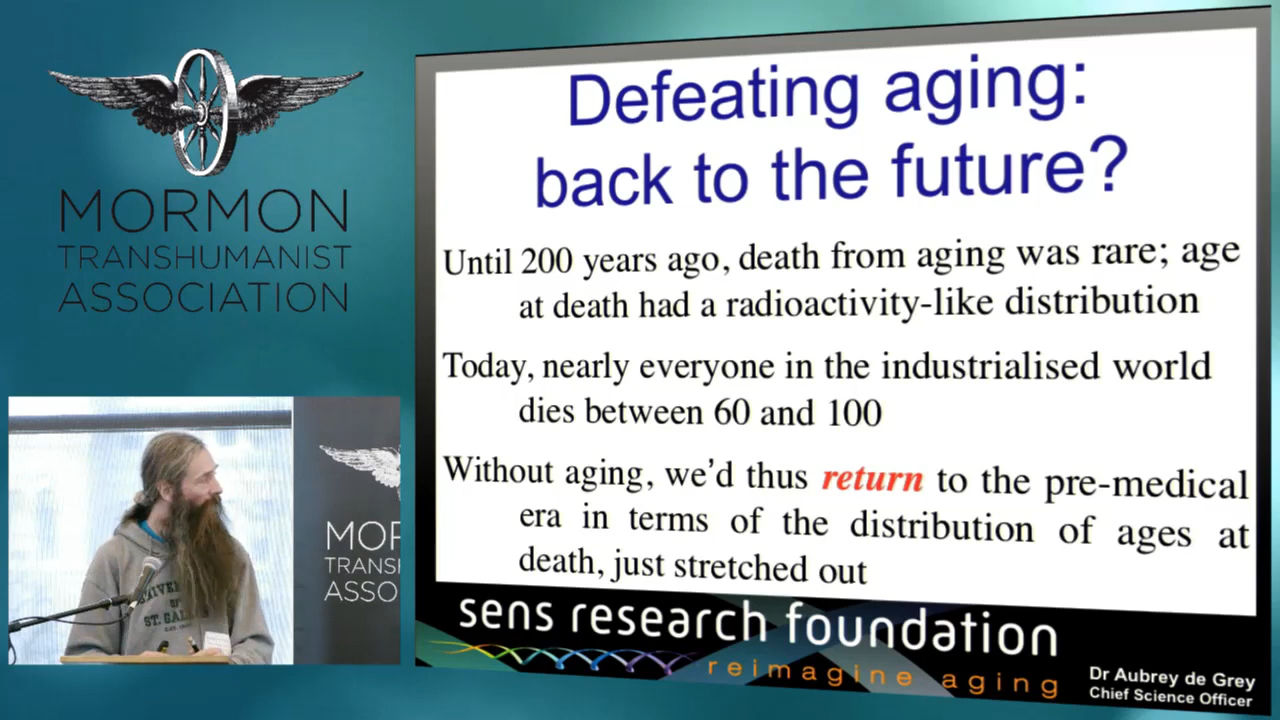 MORMON
TRANSHUMANIST
ASSOCIATION
Defeating aging:
back to the future?
Until 200 years ago, death from aging was rare; age
at death had a radioactivity-like distribution
Today, nearly everyone in the industrialised world
dies between 60 and 100
Without aging, we'd thus return to the pre-medical
era in terms of the distribution of ages at
death, just stretched out
sens research foundation
reimagine aging
Dr Aubrey de Grey
Chief Science Officer
MOR
TRANS
ASSO
ST. GAL